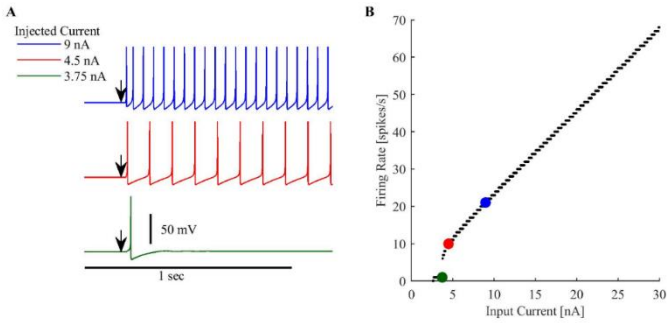 A
Injected Current
9 nA
4.5 nA
3.75 nA
50 mV
1 sec
B
70
60
50
40
30
20
10
0
Firing Rate [spikes/s]
0
5
10
15
20
25
30
Input Current [nA]